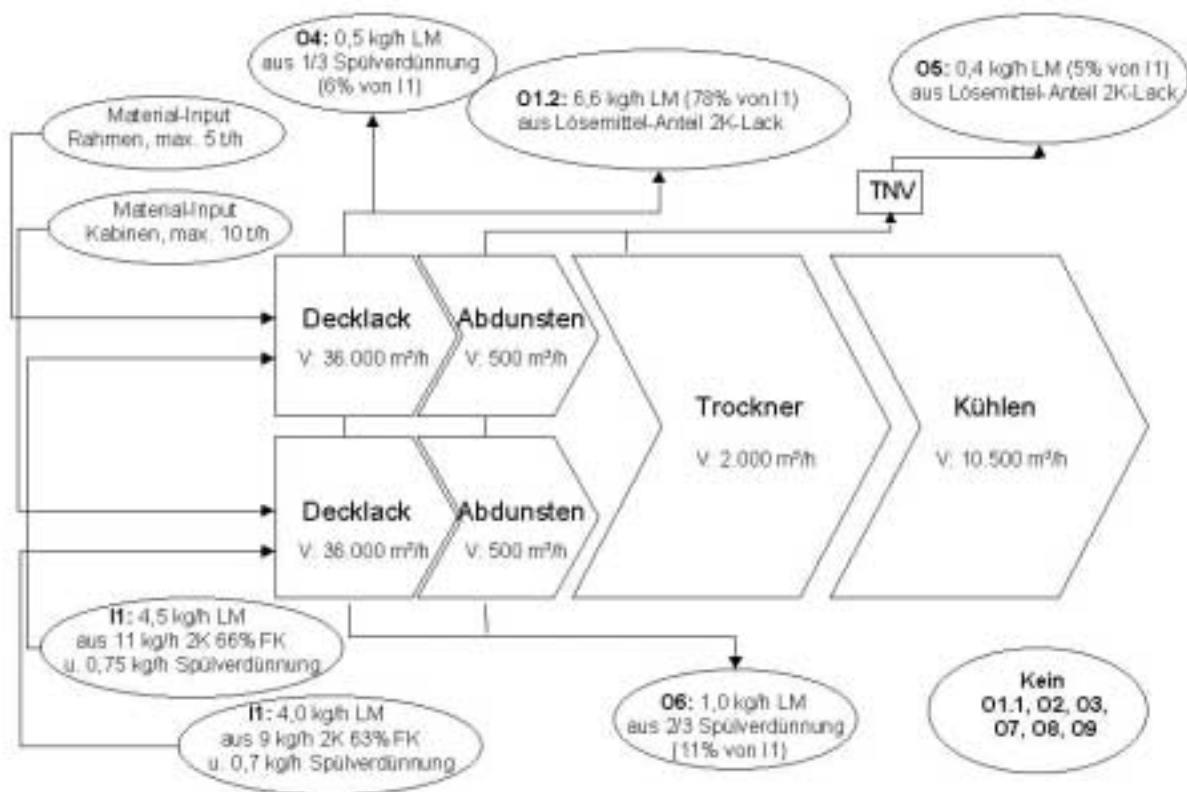 O4: 0,5 kg/h LM
aus 1/3 Spülverdünnung
(6% von I1)
O1.2: 6,6 kg/h LM (78% von I1)
aus Lösemittel-Anteil 2K-Lack
O5: 0,4 kg/h LM (5% von I1)
aus Lösemittel-Anteil 2K-Lack
Material-Input
Rahmen, max. 5 t/h
TNV
Material-Input
Kabinen, max. 10 t/h
Decklack
V: 36.000 m³/h
Abdunsten
V: 500 m³/h
Trockner
V: 2.000 m³/h
Kühlen
V: 10.500 m³/h
Decklack
V: 36.000 m³/h
Abdunsten
V: 500 m³/h
I1: 4,5 kg/h LM
aus 11 kg/h 2K 66% FK
u. 0,75 kg/h Spülverdünnung
I1: 4,0 kg/h LM
aus 9 kg/h 2K 63% FK
u. 0,7 kg/h Spülverdünnung
O6: 1,0 kg/h LM
aus 2/3 Spülverdünnung
(11% von I1)
Kein
O1.1, O2, O3,
O7, O8, O9